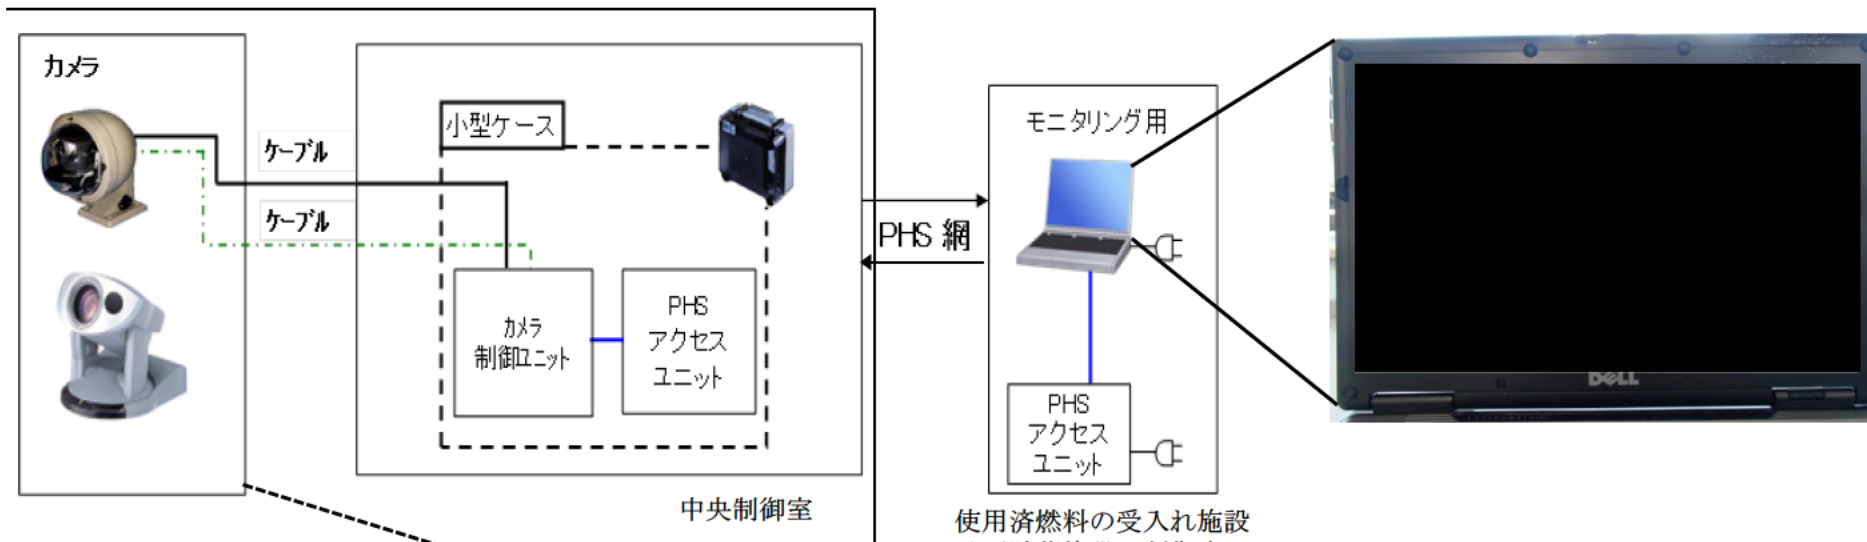 カメラ
ケーブル
ケーブル
小型ケース
カメラ
制御ユニット
PHS
アクセス
ユニット
中央制御室
PHS 網
モニタリング用
PHS
アクセス
ユニット
使用済燃料の受入れ施設
DELL